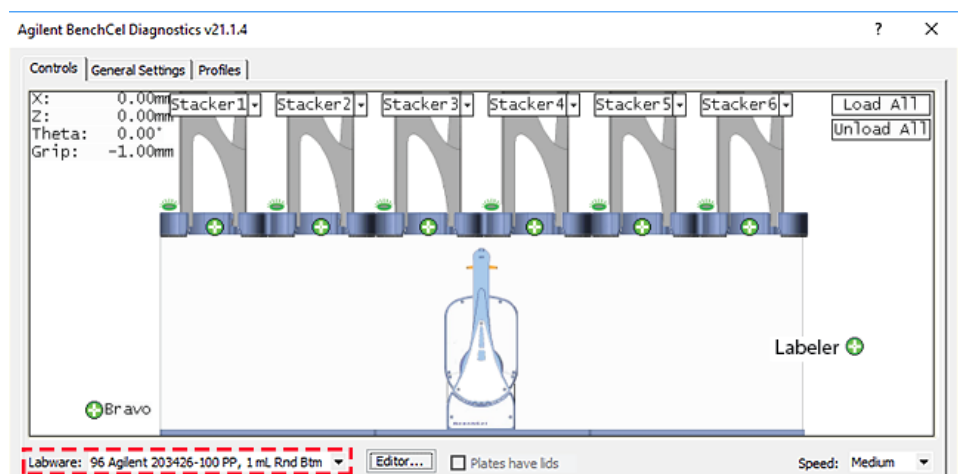 Agilent BenchCel Diagnostics v21.1.4
? ×
Controls General Settings Profiles
X: 0.00mm
Z: 0.00mm
Theta: 0.00°
Grip: -1.00mm
Stacker1 Stacker2 Stacker3 Stacker4 Stacker5 Stacker6
Load All
Unload All
Labeler
Bravo
Labware: 96 Agilent 203426-100 PP, 1 mL Rnd Btm Editor... Plates have lids Speed: Medium